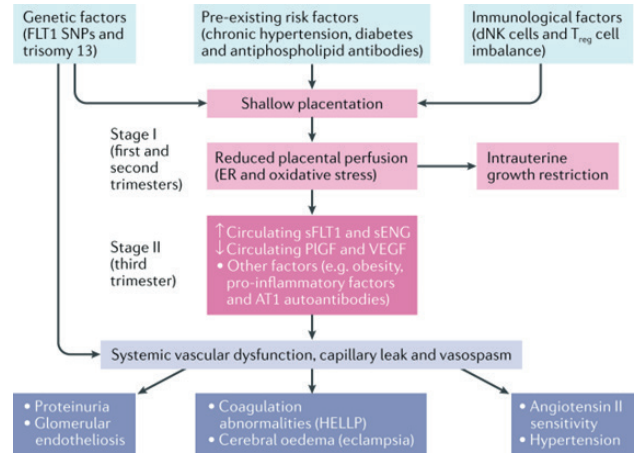 Genetic factors
(FLT1 SNPs and
trisomy 13)
Pre-existing risk factors
(chronic hypertension, diabetes
and antiphospholipid antibodies)
Immunological factors
(dNK cells and Treg cell
imbalance)
Shallow placentation
Stage I
(first and
second
trimesters)
Reduced placental perfusion
(ER and oxidative stress)
Intrauterine
growth restriction
Stage II
(third
trimester)
↑ Circulating sFLT1 and sENG
↓ Circulating PlGF and VEGF
• Other factors (e.g. obesity,
pro-inflammatory factors
and AT1 autoantibodies)
Systemic vascular dysfunction, capillary leak and vasospasm
• Proteinuria
• Glomerular
endotheliosis
• Coagulation
abnormalities (HELLP)
• Cerebral oedema (eclampsia)
• Angiotensin II
sensitivity
• Hypertension